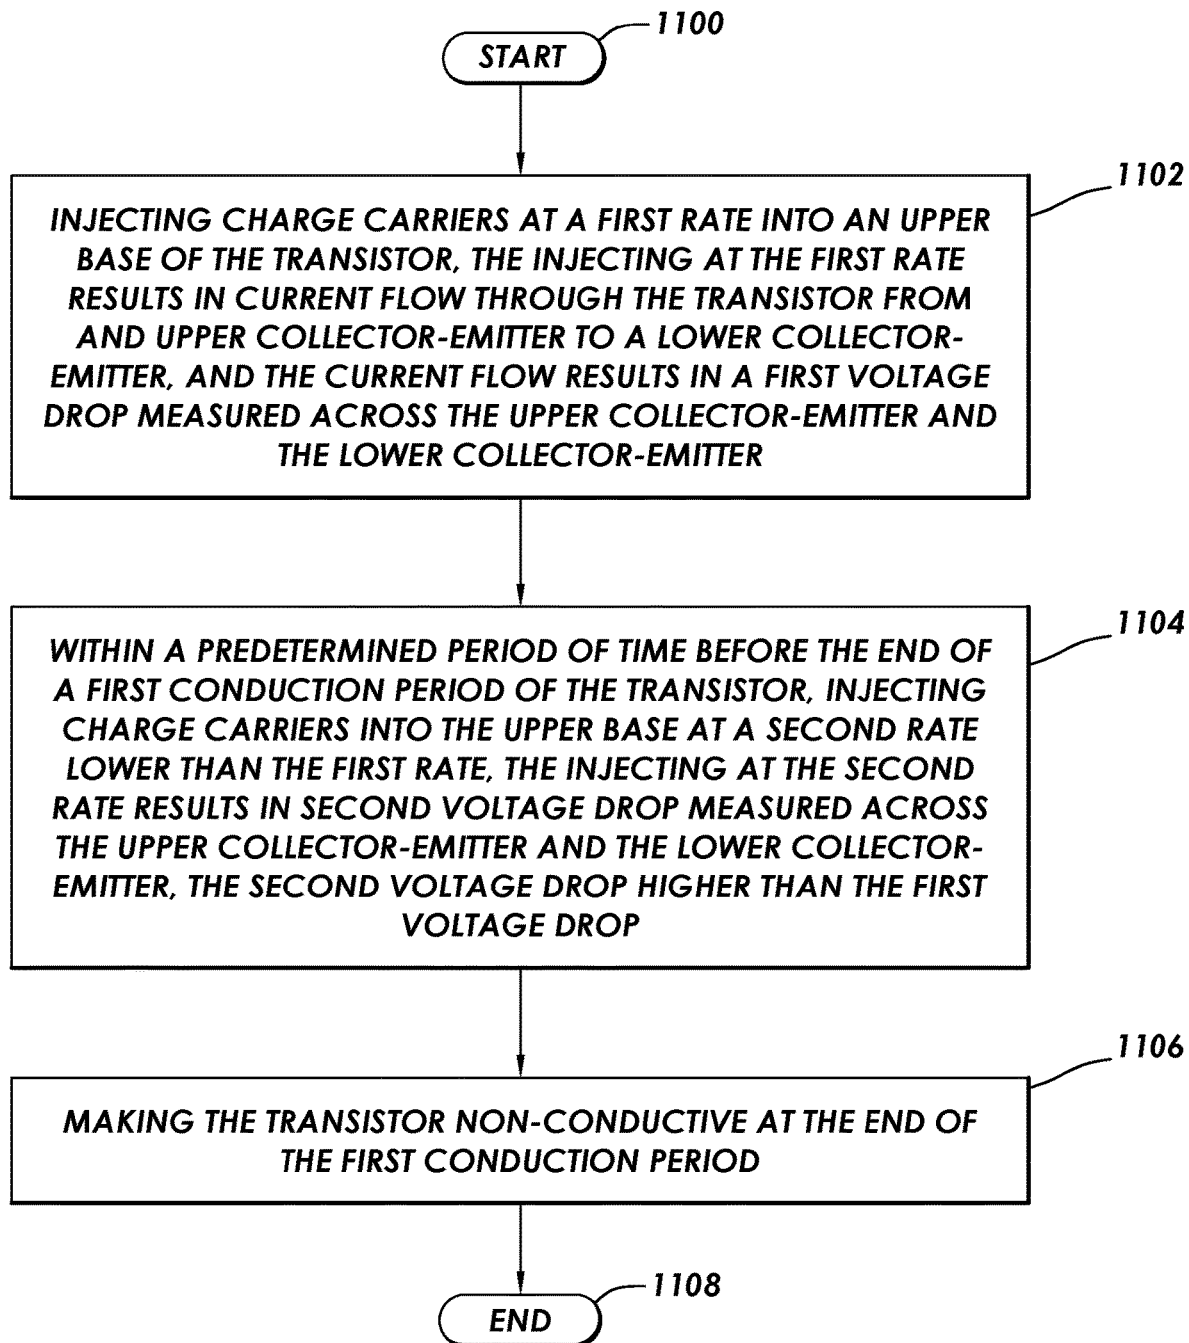 1100
START
1102
INJECTING CHARGE CARRIERS AT A FIRST RATE INTO AN UPPER
BASE OF THE TRANSISTOR, THE INJECTING AT THE FIRST RATE
RESULTS IN CURRENT FLOW THROUGH THE TRANSISTOR FROM
AND UPPER COLLECTOR-EMITTER TO A LOWER COLLECTOR-
EMITTER, AND THE CURRENT FLOW RESULTS IN A FIRST VOLTAGE
DROP MEASURED ACROSS THE UPPER COLLECTOR-EMITTER AND
THE LOWER COLLECTOR-EMITTER
1104
WITHIN A PREDETERMINED PERIOD OF TIME BEFORE THE END OF
A FIRST CONDUCTION PERIOD OF THE TRANSISTOR, INJECTING
CHARGE CARRIERS INTO THE UPPER BASE AT A SECOND RATE
LOWER THAN THE FIRST RATE, THE INJECTING AT THE SECOND
RATE RESULTS IN SECOND VOLTAGE DROP MEASURED ACROSS
THE UPPER COLLECTOR-EMITTER AND THE LOWER COLLECTOR-
EMITTER, THE SECOND VOLTAGE DROP HIGHER THAN THE FIRST
VOLTAGE DROP
1106
MAKING THE TRANSISTOR NON-CONDUCTIVE AT THE END OF
THE FIRST CONDUCTION PERIOD
1108
END